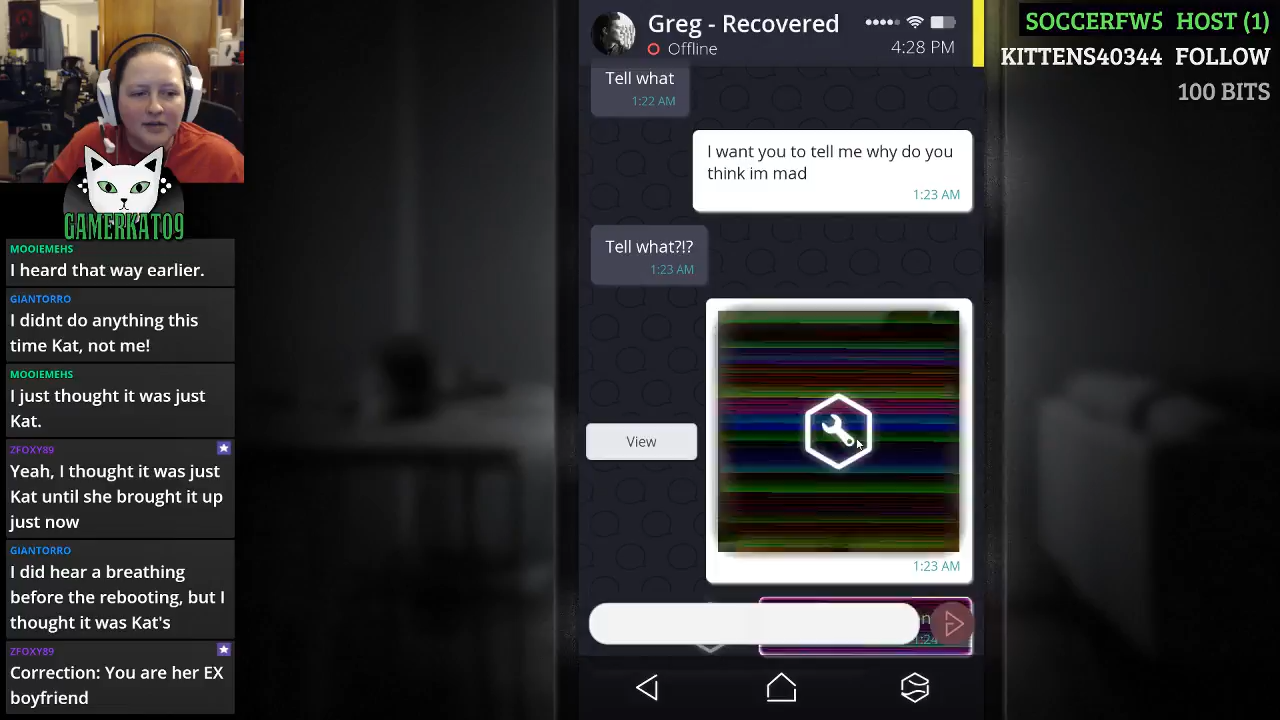 SOCCERFW5 HOST (1)
KITTENS40344 FOLLOW
100 BITS
GAMERKAT09
MOOIEMEHS
I heard that way earlier.
GIANTORRO
I didnt do anything this
time Kat, not me!
MOOIEMEHS
I just thought it was just
Kat.
ZFOXY89
Yeah, I thought it was just
Kat until she brought it up
just now
GIANTORRO
I did hear a breathing
before the rebooting, but I
thought it was Kat's
ZFOXY89
Correction: You are her EX
boyfriend
Greg - Recovered
Offline
4:28 PM
Tell what
1:22 AM
I want you to tell me why do you
think im mad
1:23 AM
Tell what?!?
1:23 AM
View
1:23 AM